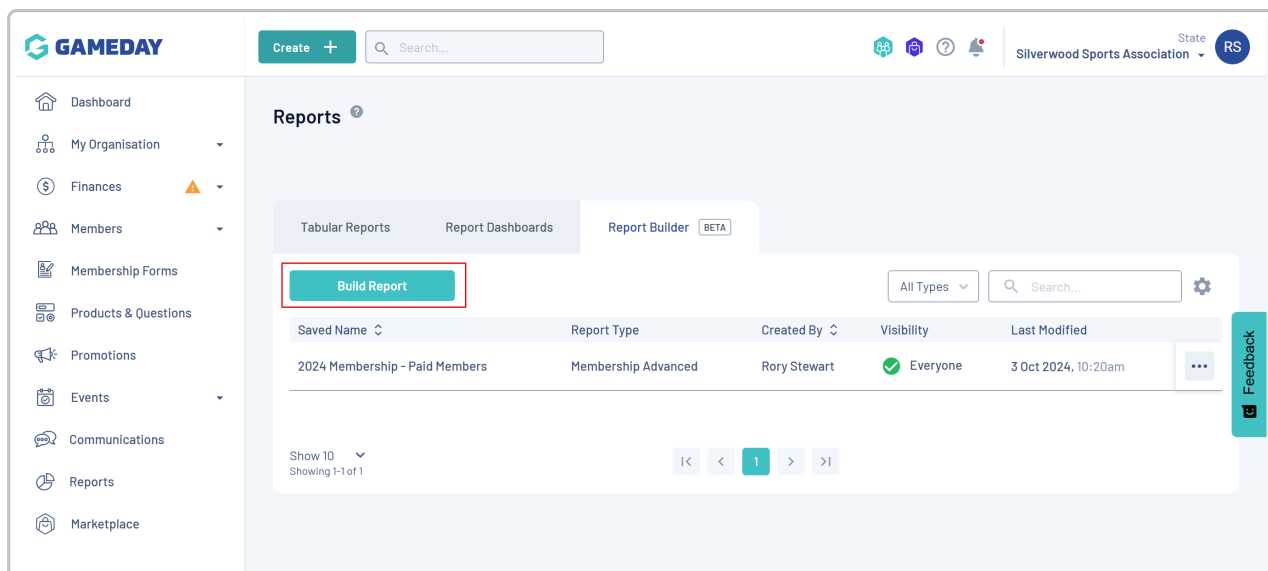 GAMEDAY
Create +
Search...
State
Silverwood Sports Association
RS
Dashboard
My Organisation
Finances
Members
Membership Forms
Products & Questions
Promotions
Events
Communications
Reports
Marketplace
Reports ?
Tabular Reports Report Dashboards Report Builder BETA
Build Report All Types Search...
Saved Name Report Type Created By Visibility Last Modified
2024 Membership - Paid Members Membership Advanced Rory Stewart Everyone 3 Oct 2024, 10:20am
Show 10
Showing 1-1 of 1
1
Feedback